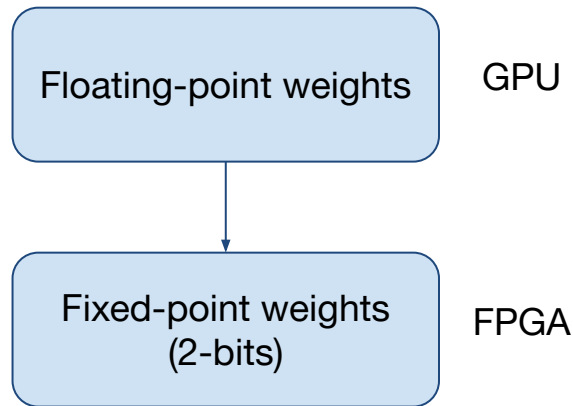 Floating-point weights
GPU
Fixed-point weights
(2-bits)
FPGA